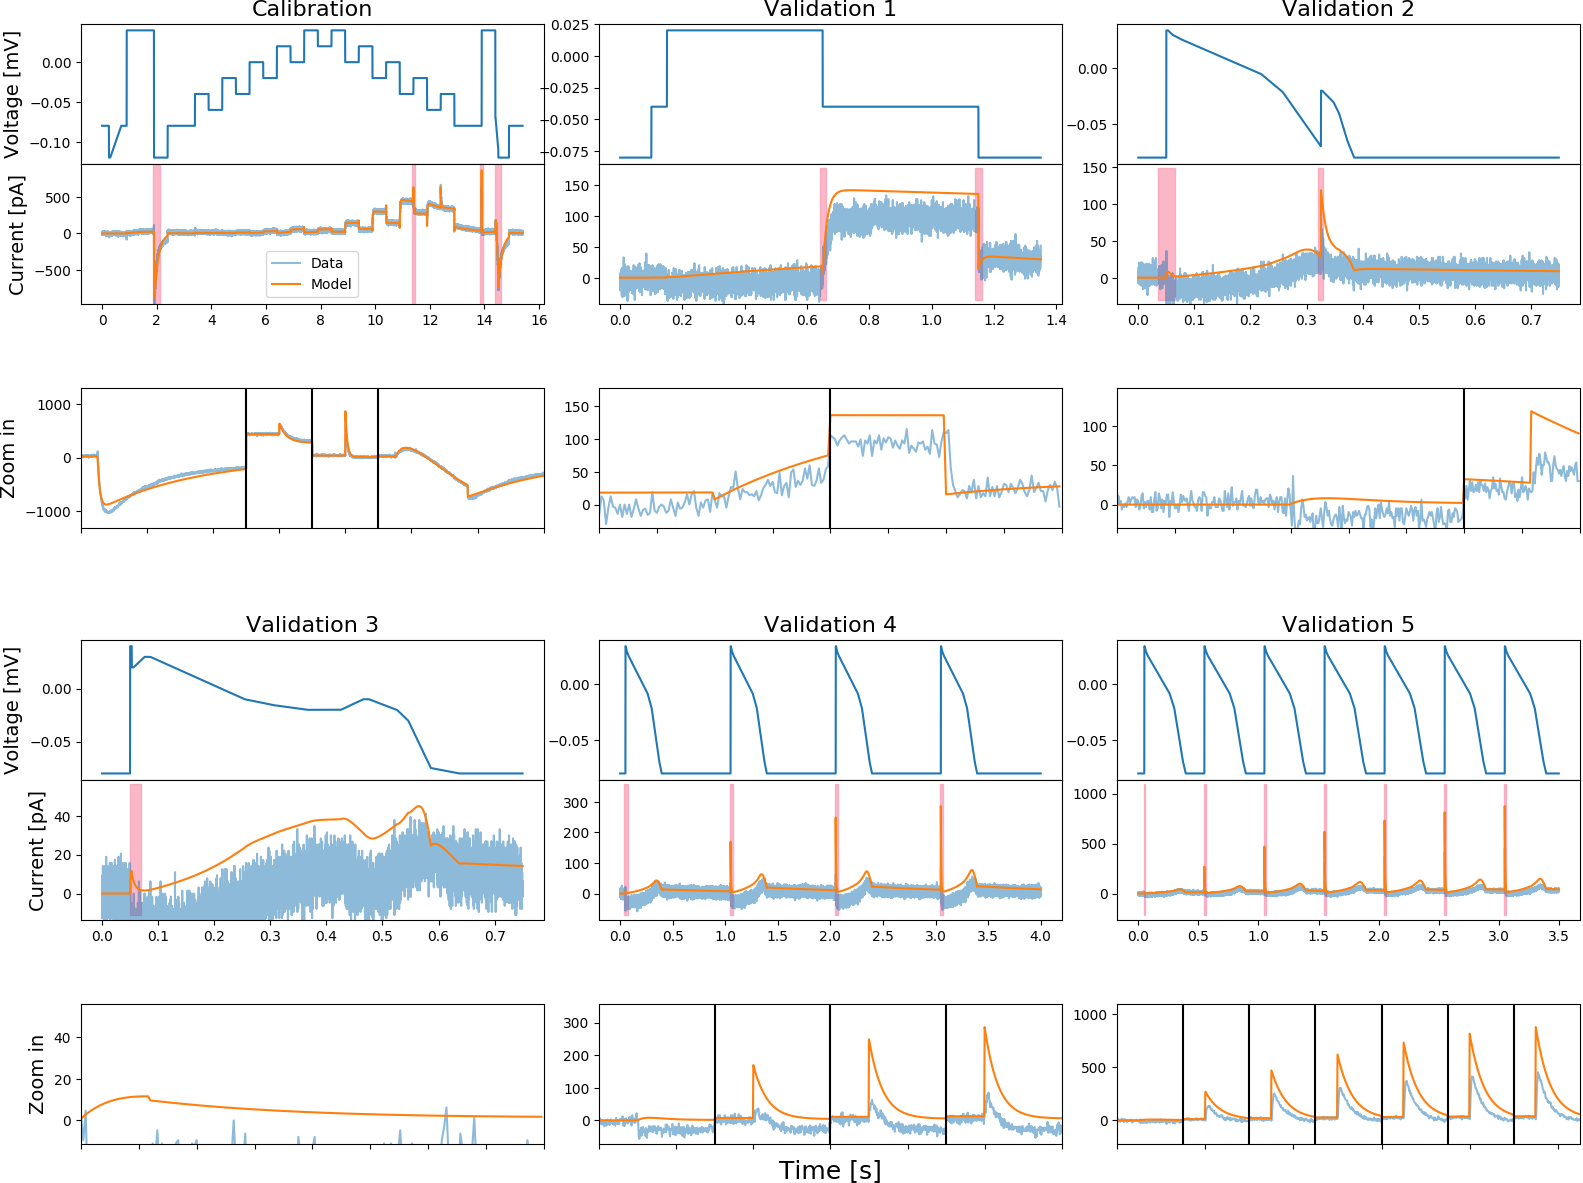 Calibration
Validation 1
Validation 2
Voltage [mV]
0.00
−0.05
−0.10
0.025
0.000
−0.025
−0.050
−0.075
0.00
−0.05
Current [pA]
500
0
−500
Data
Model
150
100
50
0
150
100
50
0
0 2 4 6 8 10 12 14 16
0.0 0.2 0.4 0.6 0.8 1.0 1.2 1.4
0.0 0.1 0.2 0.3 0.4 0.5 0.6 0.7
Zoom in
1000
0
−1000
150
100
50
0
100
50
0
Validation 3
Validation 4
Validation 5
Voltage [mV]
0.00
−0.05
0.00
−0.05
0.00
−0.05
Current [pA]
40
20
0
300
200
100
0
1000
500
0
0.0 0.1 0.2 0.3 0.4 0.5 0.6 0.7
0.0 0.5 1.0 1.5 2.0 2.5 3.0 3.5 4.0
0.0 0.5 1.0 1.5 2.0 2.5 3.0 3.5
Zoom in
40
20
0
300
200
100
0
1000
500
0
Time [s]